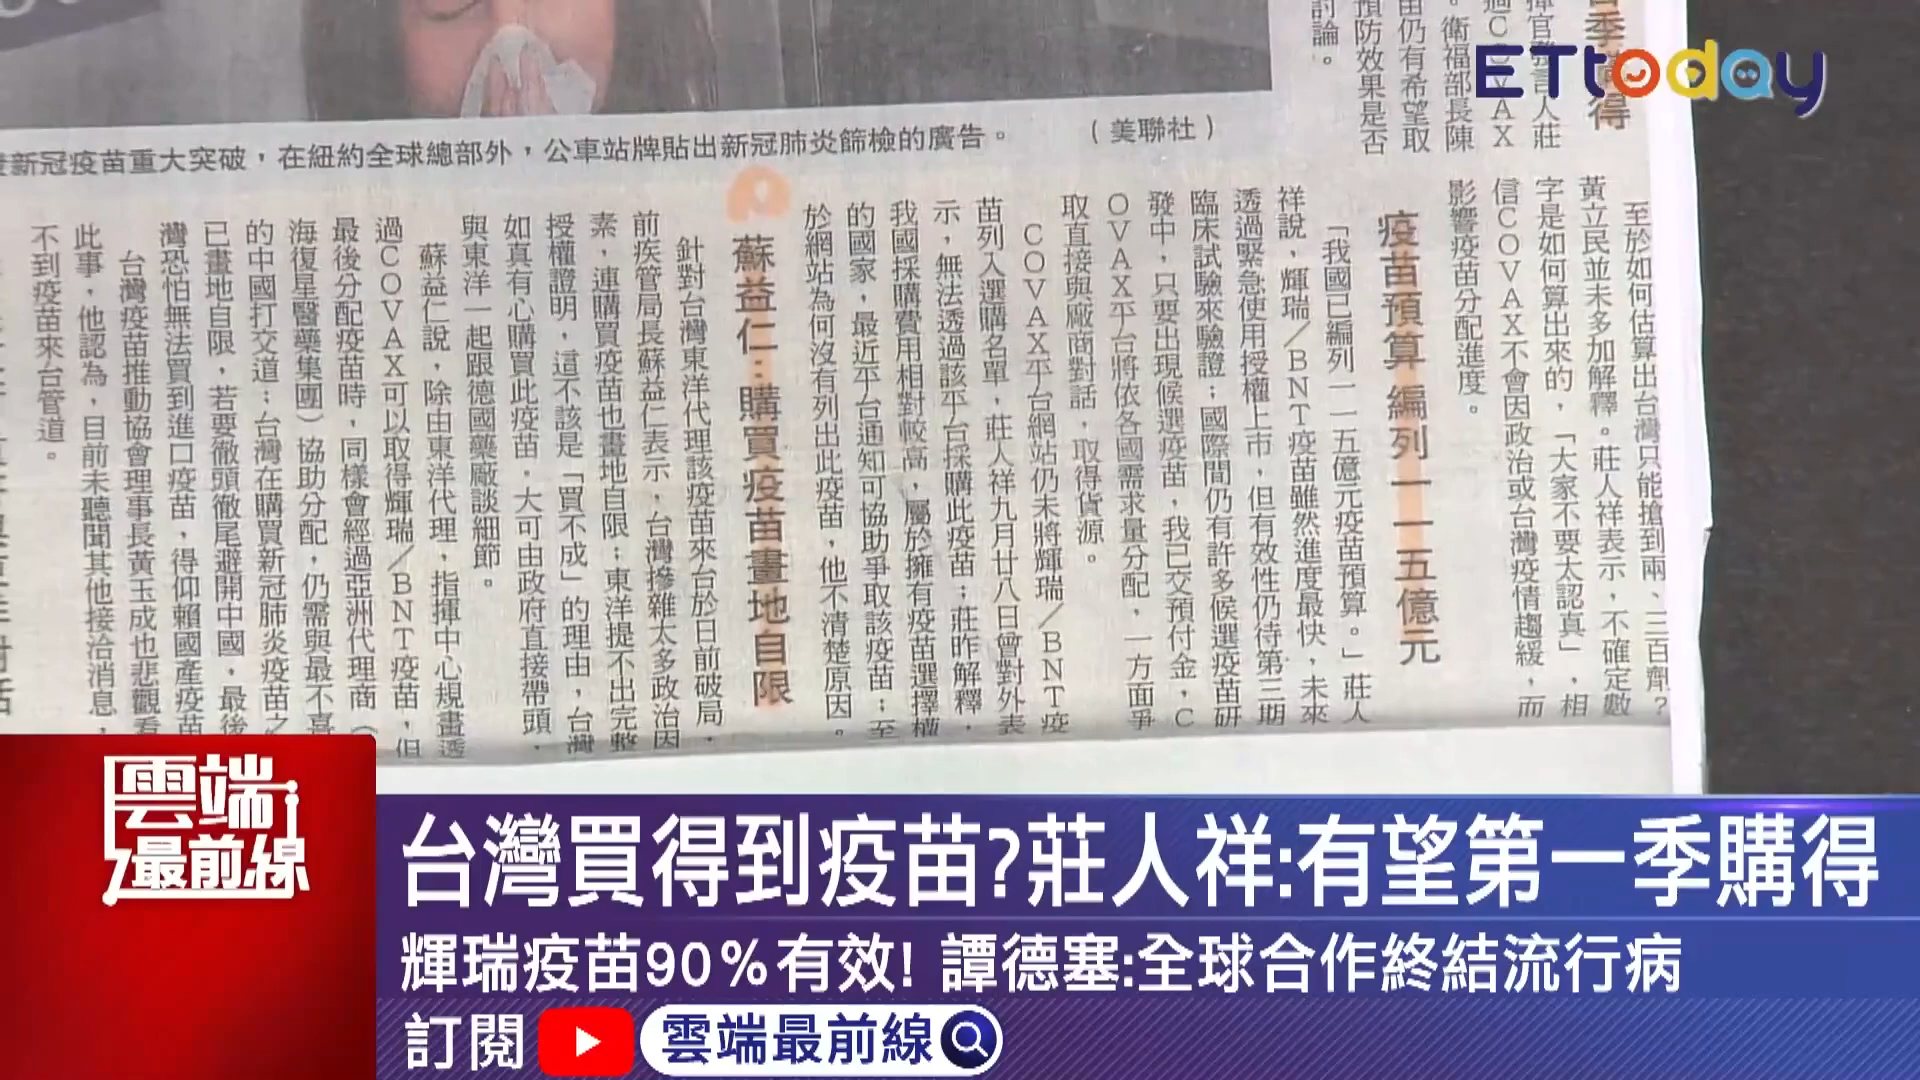 ETtoday
季 得
揮官發言人莊
過COVAX
。衛福部長陳
苗仍有希望取
預防效果是否
討論。
新冠疫苗重大突破，在紐約全球總部外，公車站牌貼出新冠肺炎篩檢的廣告。（美聯社）
至於如何估算出台灣只能搶到兩、三百劑？
黃立民並未多加解釋。莊人祥表示，不確定數
字是如何算出來的，「大家不要太認真」，相
信COVAX不會因政治或台灣疫情趨緩，而
影響疫苗分配進度。
疫苗預算 編列一一五億元
「我國已編列一一五億元疫苗預算。」莊人
祥說，輝瑞／BNT疫苗雖然進度最快，未來
透過緊急使用授權上市，但有效性仍待第三期
臨床試驗來驗證；國際間仍有許多候選疫苗研
發中，只要出現候選疫苗，我已交預付金，C
OVAX平台將依各國需求量分配，一方面爭
取直接與廠商對話，取得貨源。
COVAX平台網站仍未將輝瑞／BNT疫
苗列入選購名單，莊人祥九月廿八日曾對外表
示，無法透過該平台採購此疫苗；莊昨解釋，
我國採購費用相對較高，屬於擁有疫苗選擇權
的國家，最近平台通知可協助爭取該疫苗；至
於網站為何沒有列出此疫苗，他不清楚原因。
蘇益仁：購買疫苗畫地自限
針對台灣東洋代理該疫苗來台於日前破局，
前疾管局長蘇益仁表示，台灣摻雜太多政治因
素，連購買疫苗也畫地自限；東洋提不出完整
授權證明，這不該是「買不成」的理由，台灣
如真有心購買此疫苗，大可由政府直接帶頭，
與東洋一起跟德國藥廠談細節。
蘇益仁說，除由東洋代理，指揮中心規畫透
過COVAX可以取得輝瑞／BNT疫苗，但
最後分配疫苗時，同樣會經過亞洲代理商（
海復星醫藥集團）協助分配，仍需與最不喜
的中國打交道；台灣在購買新冠肺炎疫苗之
已畫地自限，若要徹頭徹尾避開中國，最後
灣恐怕無法買到進口疫苗，得仰賴國產疫苗
台灣疫苗推動協會理事長黃玉成也悲觀看
此事，他認為，目前未聽聞其他接洽消息，
不到疫苗來台管道。
雲端
最前線
台灣買得到疫苗?莊人祥:有望第一季購得
輝瑞疫苗90%有效! 譚德塞:全球合作終結流行病
訂閱 雲端最前線